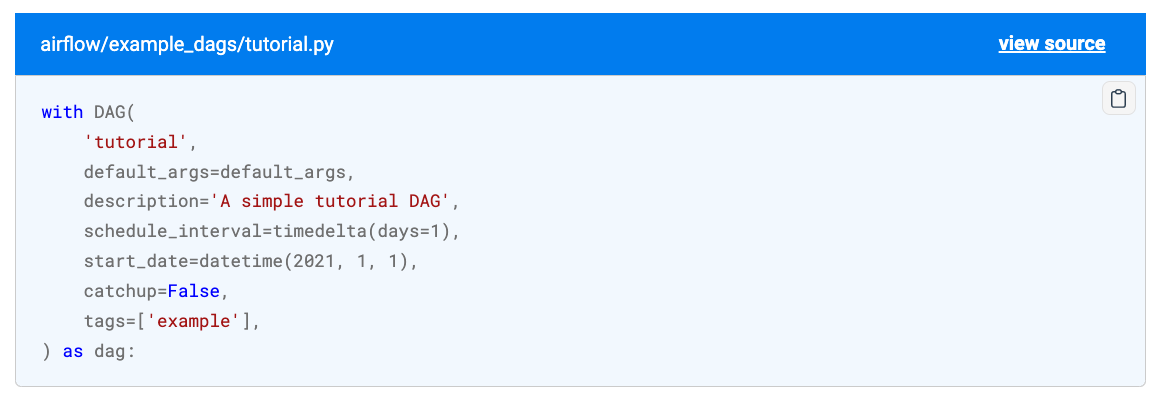 airflow/example_dags/tutorial.py view source
with DAG(
    'tutorial',
    default_args=default_args,
    description='A simple tutorial DAG',
    schedule_interval=timedelta(days=1),
    start_date=datetime(2021, 1, 1),
    catchup=False,
    tags=['example'],
) as dag: